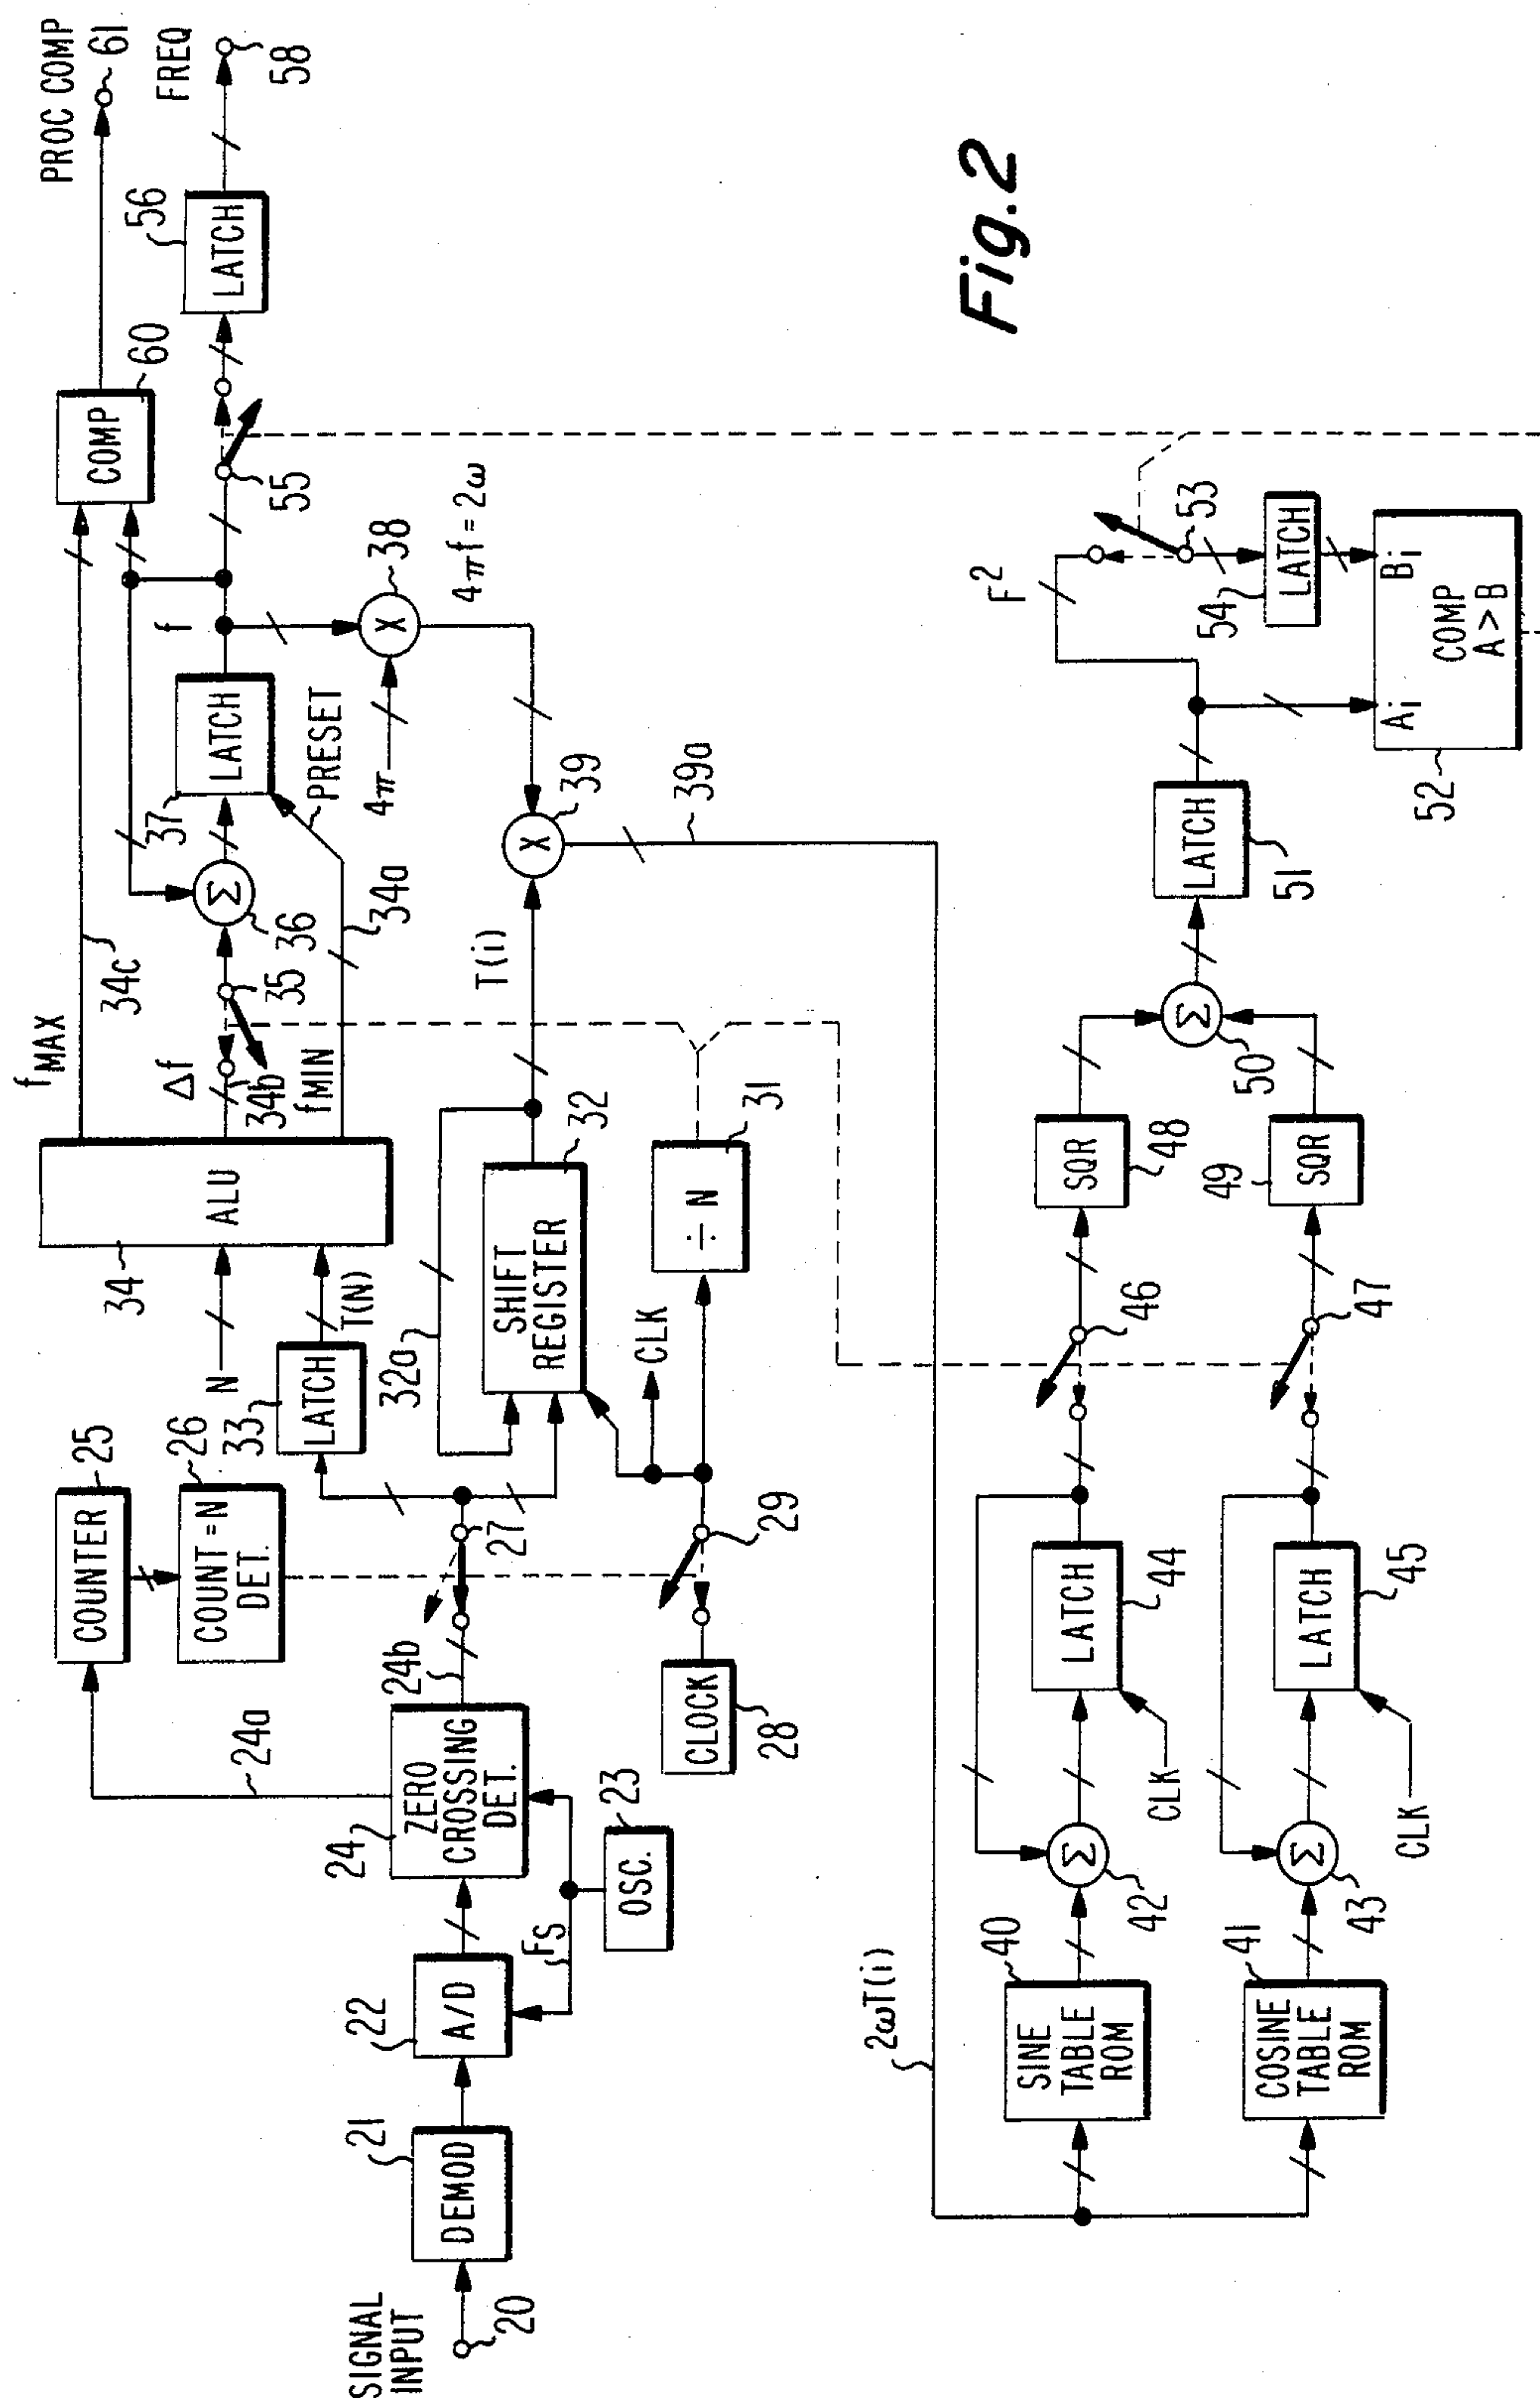 PROC COMP
61
FREQ
58
56
LATCH
60
COMP
55
f
4πf = 2ω
38
X
4π
37
LATCH
PRESET
36
Σ
35
34a
34c
fMAX
Δf
34b
fMIN
ALU
34
N
T(N)
33
LATCH
25
COUNTER
26
COUNT = N
DET.
24a
24b
27
39
X
39a
T(i)
32
32a
SHIFT
REGISTER
31
÷ N
CLK
29
CLOCK
28
ZERO
CROSSING
DET.
24
23
OSC.
FS
22
A/D
21
DEMOD
SIGNAL
INPUT
20
Fig.2
2ωT(i)
40
SINE
TABLE
ROM
41
COSINE
TABLE
ROM
42
Σ
43
Σ
CLK
CLK
LATCH
44
LATCH
45
46
47
SQR
48
49
SQR
50
Σ
LATCH
51
F2
53
54
LATCH
Ai
Bi
COMP
A > B
52